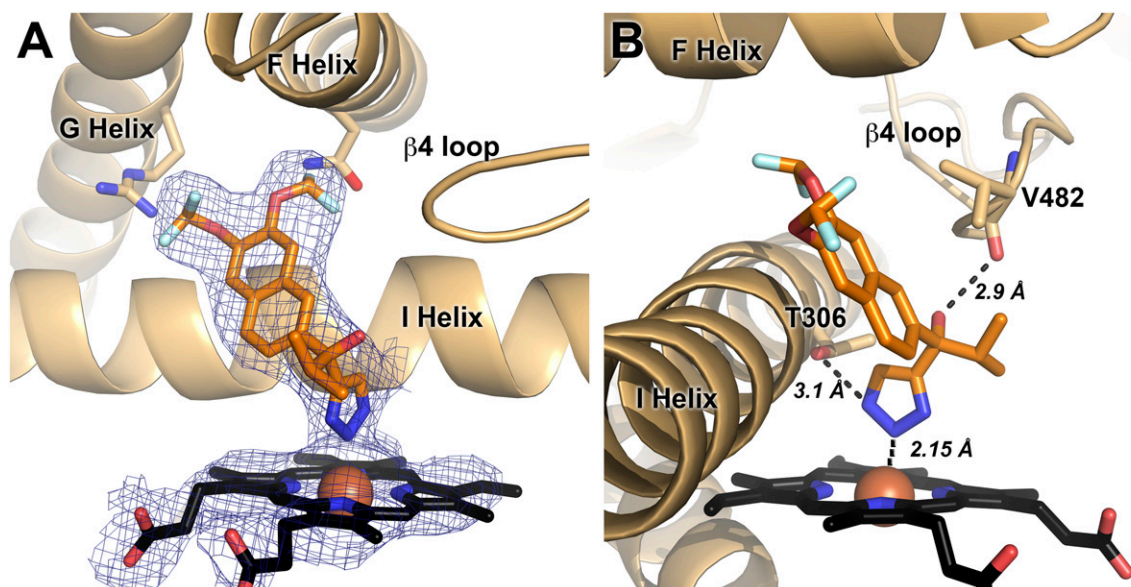 A
F Helix
G Helix
β4 loop
I Helix
B
F Helix
β4 loop
V482
2.9 Å
T306
3.1 Å
I Helix
2.15 Å